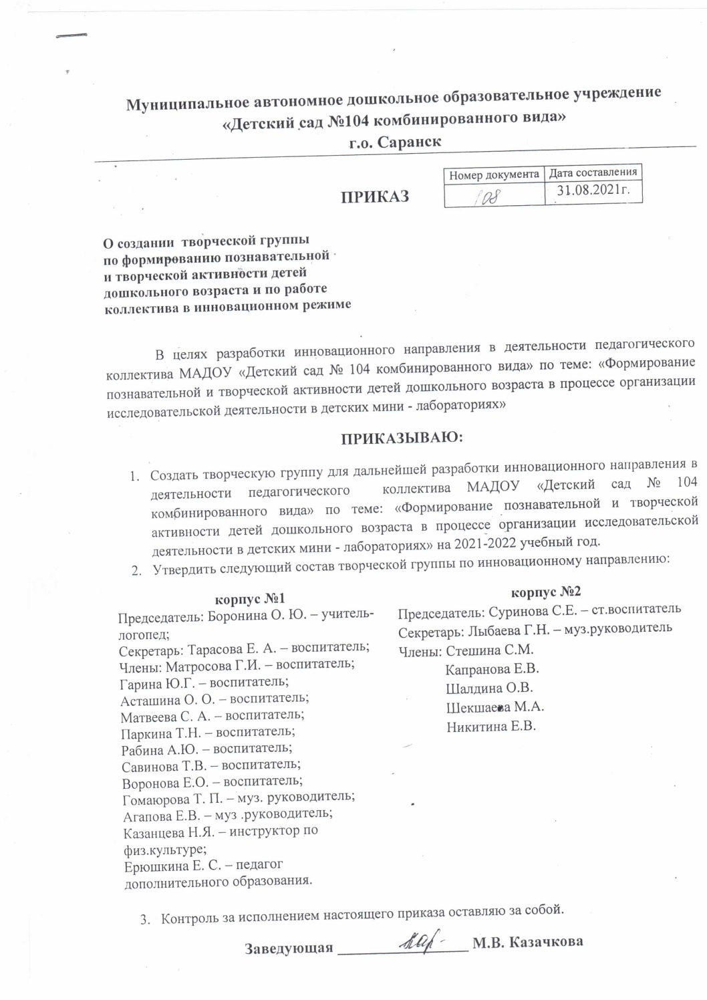 Муниципальное автономное дошкольное образовательное учреждение
«Детский сад №104 комбинированного вида»
г.о. Саранск
Номер документа Дата составления
ПРИКАЗ 108 31.08.2021г.
О создании творческой группы
по формированию познавательной
и творческой активности детей
дошкольного возраста и по работе
коллектива в инновационном режиме
В целях разработки инновационного направления в деятельности педагогического
коллектива МАДОУ «Детский сад № 104 комбинированного вида» по теме: «Формирование
познавательной и творческой активности детей дошкольного возраста в процессе организации
исследовательской деятельности в детских мини - лабораториях»
ПРИКАЗЫВАЮ:
1. Создать творческую группу для дальнейшей разработки инновационного направления в
деятельности педагогического коллектива МАДОУ «Детский сад № 104
комбинированного вида» по теме: «Формирование познавательной и творческой
активности детей дошкольного возраста в процессе организации исследовательской
деятельности в детских мини - лабораториях» на 2021-2022 учебный год.
2. Утвердить следующий состав творческой группы по инновационному направлению:
корпус №1
Председатель: Боронина О. Ю. – учитель-
логопед;
Секретарь: Тарасова Е. А. – воспитатель;
Члены: Матросова Г.И. – воспитатель;
Гарина Ю.Г. – воспитатель;
Асташина О. О. – воспитатель;
Матвеева С. А. – воспитатель;
Паркина Т.Н. – воспитатель;
Рабина А.Ю. – воспитатель;
Савинова Т.В. – воспитатель;
Воронова Е.О. – воспитатель;
Гомаюрова Т. П. – муз. руководитель;
Агапова Е.В. – муз .руководитель;
Казанцева Н.Я. – инструктор по
физ.культуре;
Ерюшкина Е. С. – педагог
дополнительного образования.
корпус №2
Председатель: Суринова С.Е. – ст.воспитатель
Секретарь: Лыбаева Г.Н. – муз.руководитель
Члены: Стешина С.М.
Капранова Е.В.
Шалдина О.В.
Шекшаева М.А.
Никитина Е.В.
3. Контроль за исполнением настоящего приказа оставляю за собой.
Заведующая М.В. Казачкова